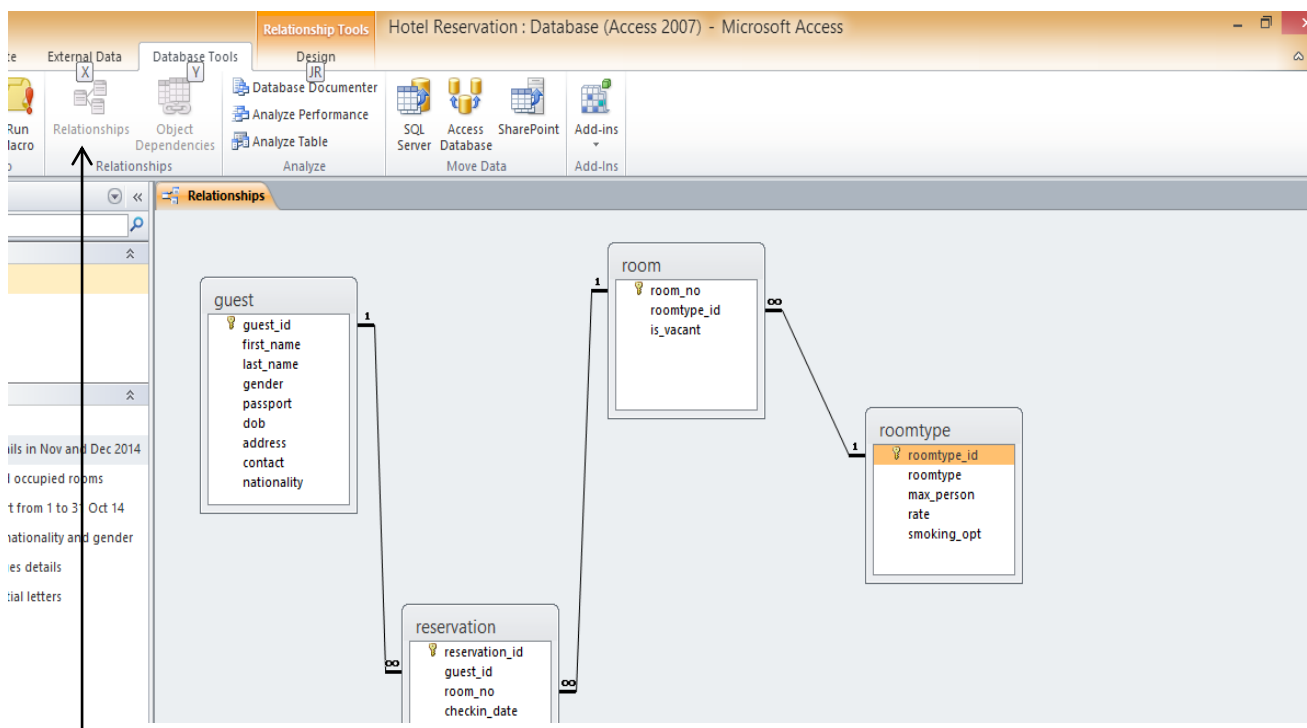 Relationship Tools Hotel Reservation : Database (Access 2007) - Microsoft Access
External Data Database Tools Design
X Y JR
Run
Relationships
Object
Dependencies
Database Documenter
Analyze Performance
Analyze Table
SQL
Server
Access
Database
SharePoint
Add-ins
Relationships Analyze Move Data Add-Ins
Relationships
guest
guest_id
first_name
last_name
gender
passport
dob
address
contact
nationality
1
∞
room
room_no
roomtype_id
is_vacant
1
∞
roomtype
roomtype_id
roomtype
max_person
rate
smoking_opt
1
∞
reservation
reservation_id
guest_id
room_no
checkin_date
in Nov and Dec 2014
occupied rooms
from 1 to 31 Oct 14
nationality and gender
details
letters